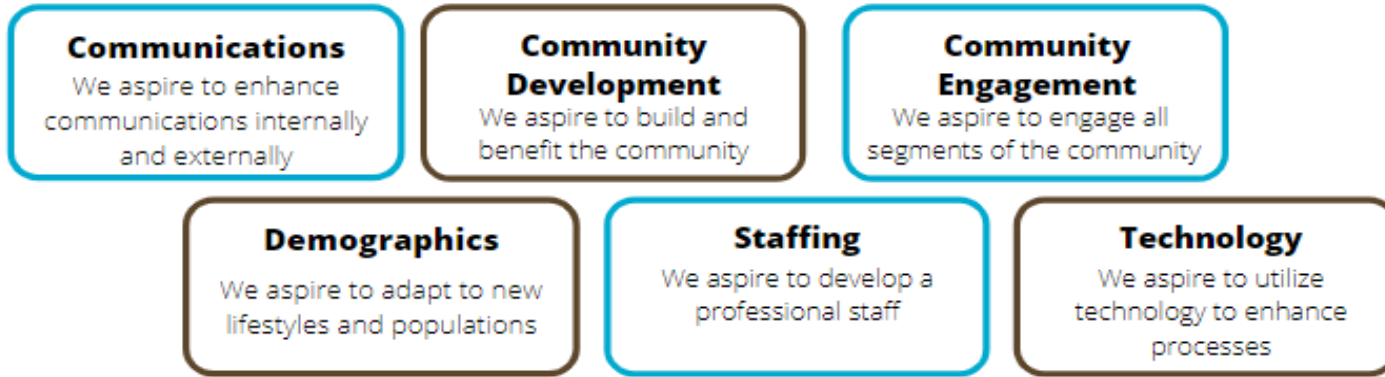 Communications
We aspire to enhance
communications internally
and externally
Community
Development
We aspire to build and
benefit the community
Community
Engagement
We aspire to engage all
segments of the community
Demographics
We aspire to adapt to new
lifestyles and populations
Staffing
We aspire to develop a
professional staff
Technology
We aspire to utilize
technology to enhance
processes